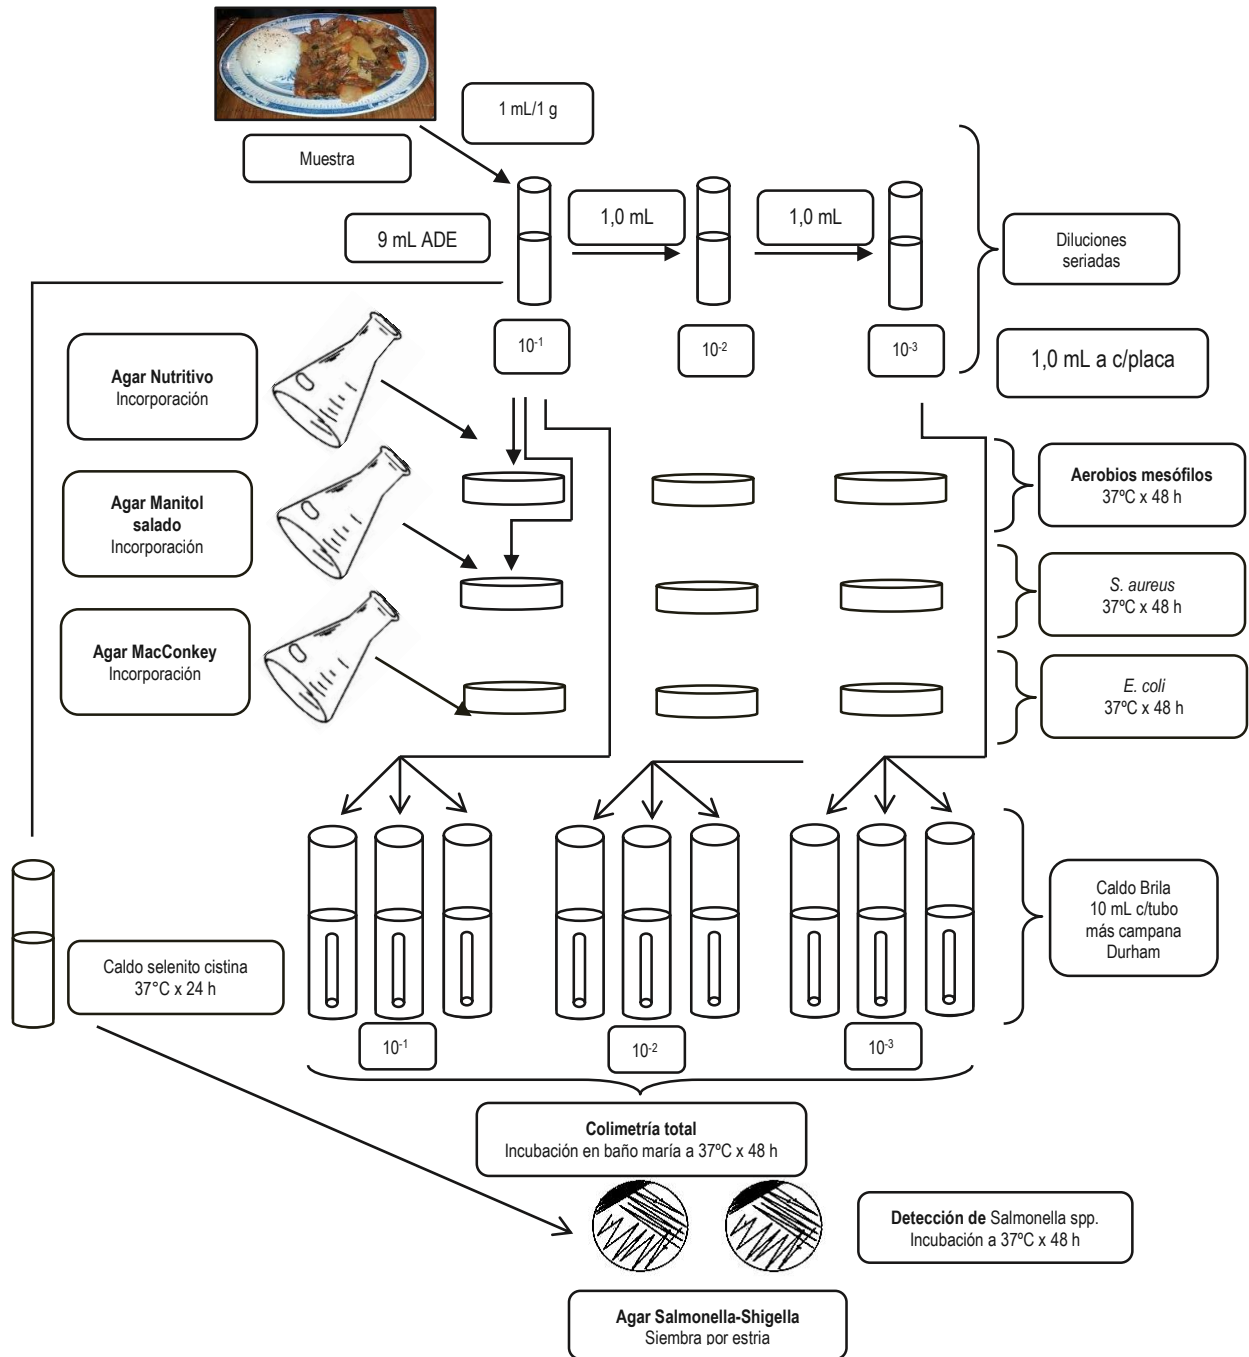 1 mL/1 g
Muestra
9 mL ADE
1,0 mL
1,0 mL
Diluciones
seriadas
10-1
10-2
10-3
1,0 mL a c/placa
Agar Nutritivo
Incorporación
Aerobios mesófilos
37ºC x 48 h
Agar Manitol
salado
Incorporación
S. aureus
37ºC x 48 h
Agar MacConkey
Incorporación
E. coli
37ºC x 48 h
Caldo Brila
10 mL c/tubo
más campana
Durham
Caldo selenito cistina
37°C x 24 h
10-1
10-2
10-3
Colimetría total
Incubación en baño maría a 37ºC x 48 h
Detección de Salmonella spp.
Incubación a 37ºC x 48 h
Agar Salmonella-Shigella
Siembra por estria